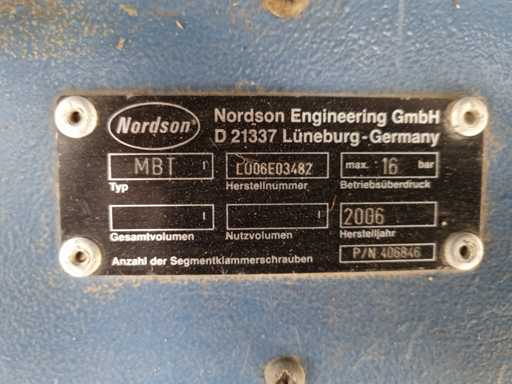 Nordson
Nordson Engineering GmbH
D 21337 Lüneburg-Germany
MBT LU06E03482 max. 16 bar
Typ Herstellnummer Betriebsüberdruck
l l 2006
Gesamtvolumen Nutzvolumen Herstelljahr
Anzahl der Segmentklammerschrauben P/N 406846